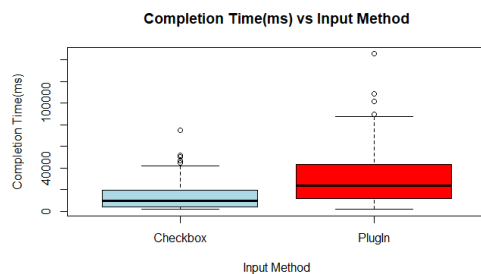 Completion Time(ms) vs Input Method
Completion Time(ms)
100000
40000
0
Checkbox
PlugIn
Input Method